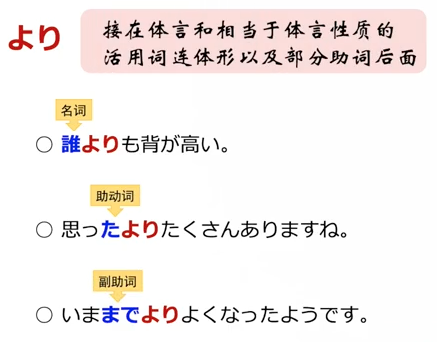 より
接在体言和相当于体言性质的
活用词连体形以及部分助词后面
名词
○ 誰よりも背が高い。
助动词
○ 思ったよりたくさんありますね。
副助词
○ いままでよりよくなったようです。